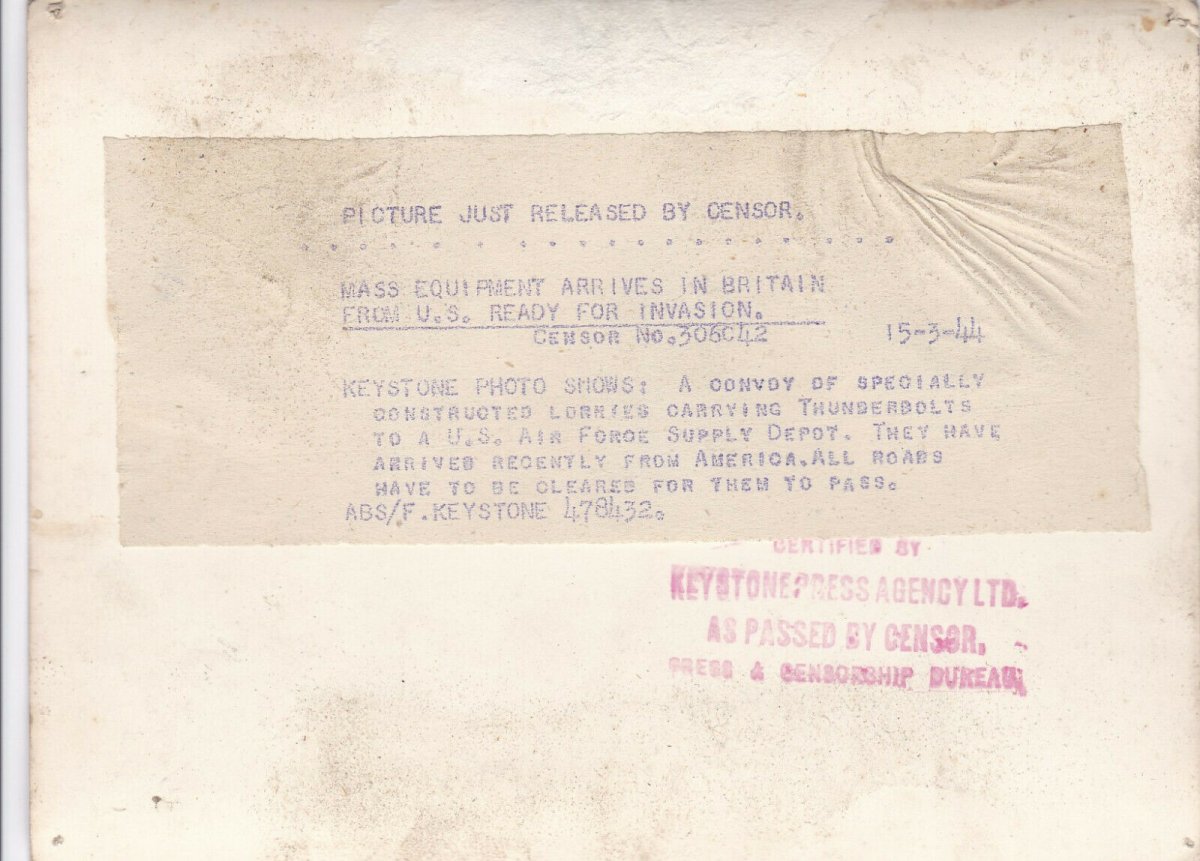 PICTURE JUST RELEASED BY CENSOR.
MASS EQUIPMENT ARRIVES IN BRITAIN
FROM U.S. READY FOR INVASION.
CENSOR NO.306042 15-3-44
KEYSTONE PHOTO SHOWS: A CONVOY OF SPECIALLY
CONSTRUCTED LORRIES CARRYING THUNDERBOLTS
TO A U.S. AIR FORCE SUPPLY DEPOT. THEY HAVE
ARRIVED RECENTLY FROM AMERICA.ALL ROADS
HAVE TO BE CLEARED FOR THEM TO PASS.
ABS/F.KEYSTONE 478432.
CERTIFIED BY
KEYSTONE PRESS AGENCY LTD.
AS PASSED BY CENSOR,
PRESS & CENSORSHIP BUREAU